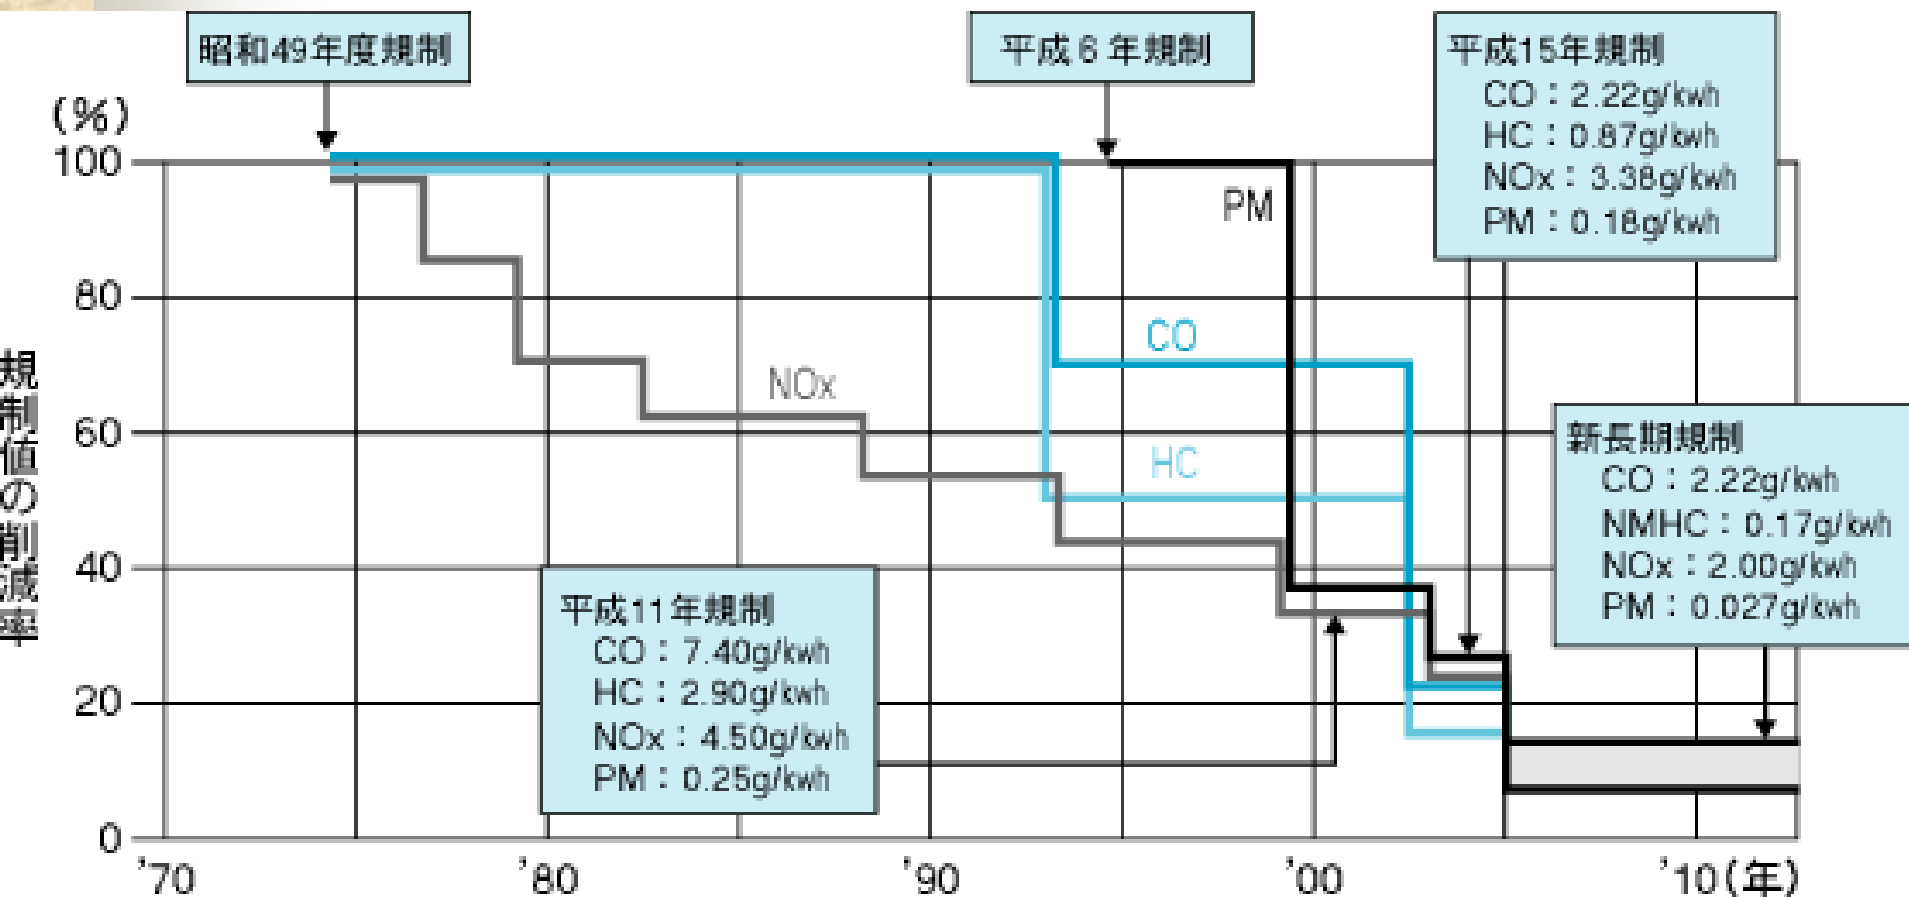 昭和49年度規制
平成6年規制
平成15年規制
CO：2.22g/kwh
HC：0.87g/kwh
NOx：3.38g/kwh
PM：0.18g/kwh
(%)
100
80
60
40
20
0
規制値の削減率
PM
CO
NOx
HC
新長期規制
CO：2.22g/kwh
NMHC：0.17g/kwh
NOx：2.00g/kwh
PM：0.027g/kwh
平成11年規制
CO：7.40g/kwh
HC：2.90g/kwh
NOx：4.50g/kwh
PM：0.25g/kwh
'70
'80
'90
'00
'10(年)